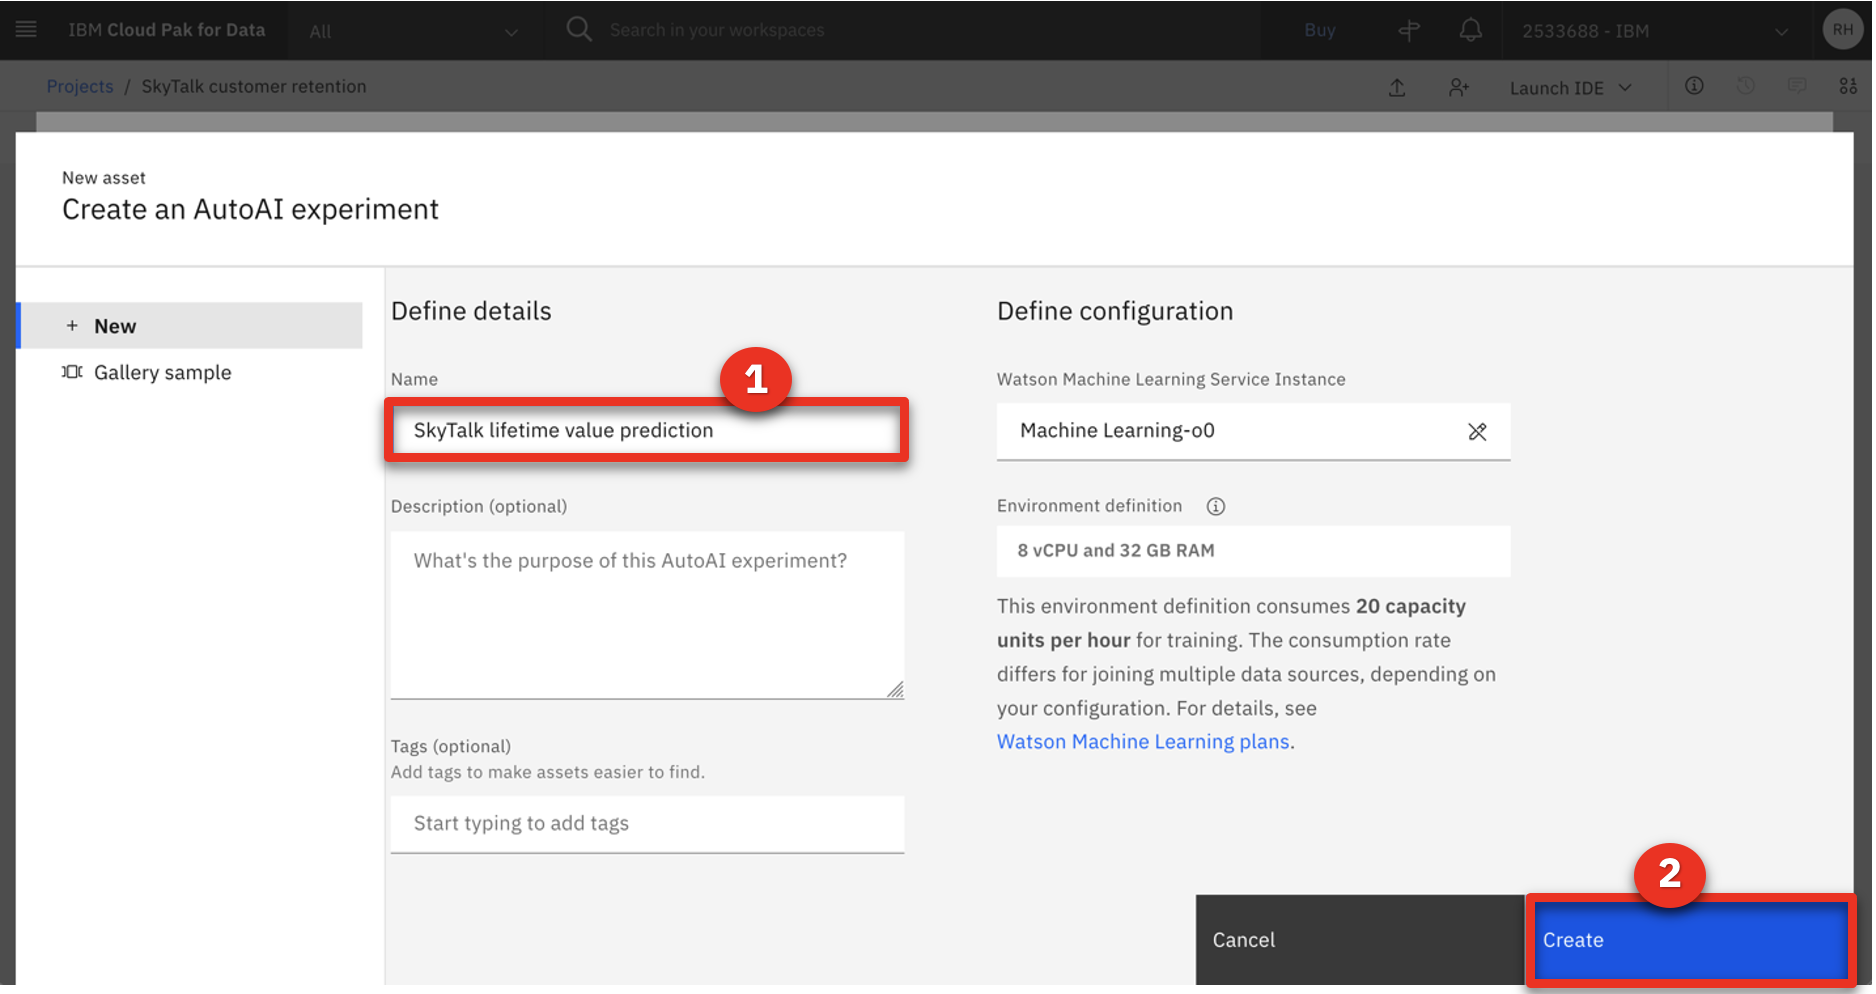 IBM Cloud Pak for Data
All
Search in your workspaces
Buy
2533688 - IBM
RH
Projects / SkyTalk customer retention
Launch IDE
New asset
Create an AutoAI experiment
+ New
Gallery sample
Define details
Name
1
SkyTalk lifetime value prediction
Description (optional)
What's the purpose of this AutoAI experiment?
Tags (optional)
Add tags to make assets easier to find.
Start typing to add tags
Define configuration
Watson Machine Learning Service Instance
Machine Learning-o0
Environment definition
8 vCPU and 32 GB RAM
This environment definition consumes 20 capacity
units per hour for training. The consumption rate
differs for joining multiple data sources, depending on
your configuration. For details, see
Watson Machine Learning plans.
2
Cancel
Create